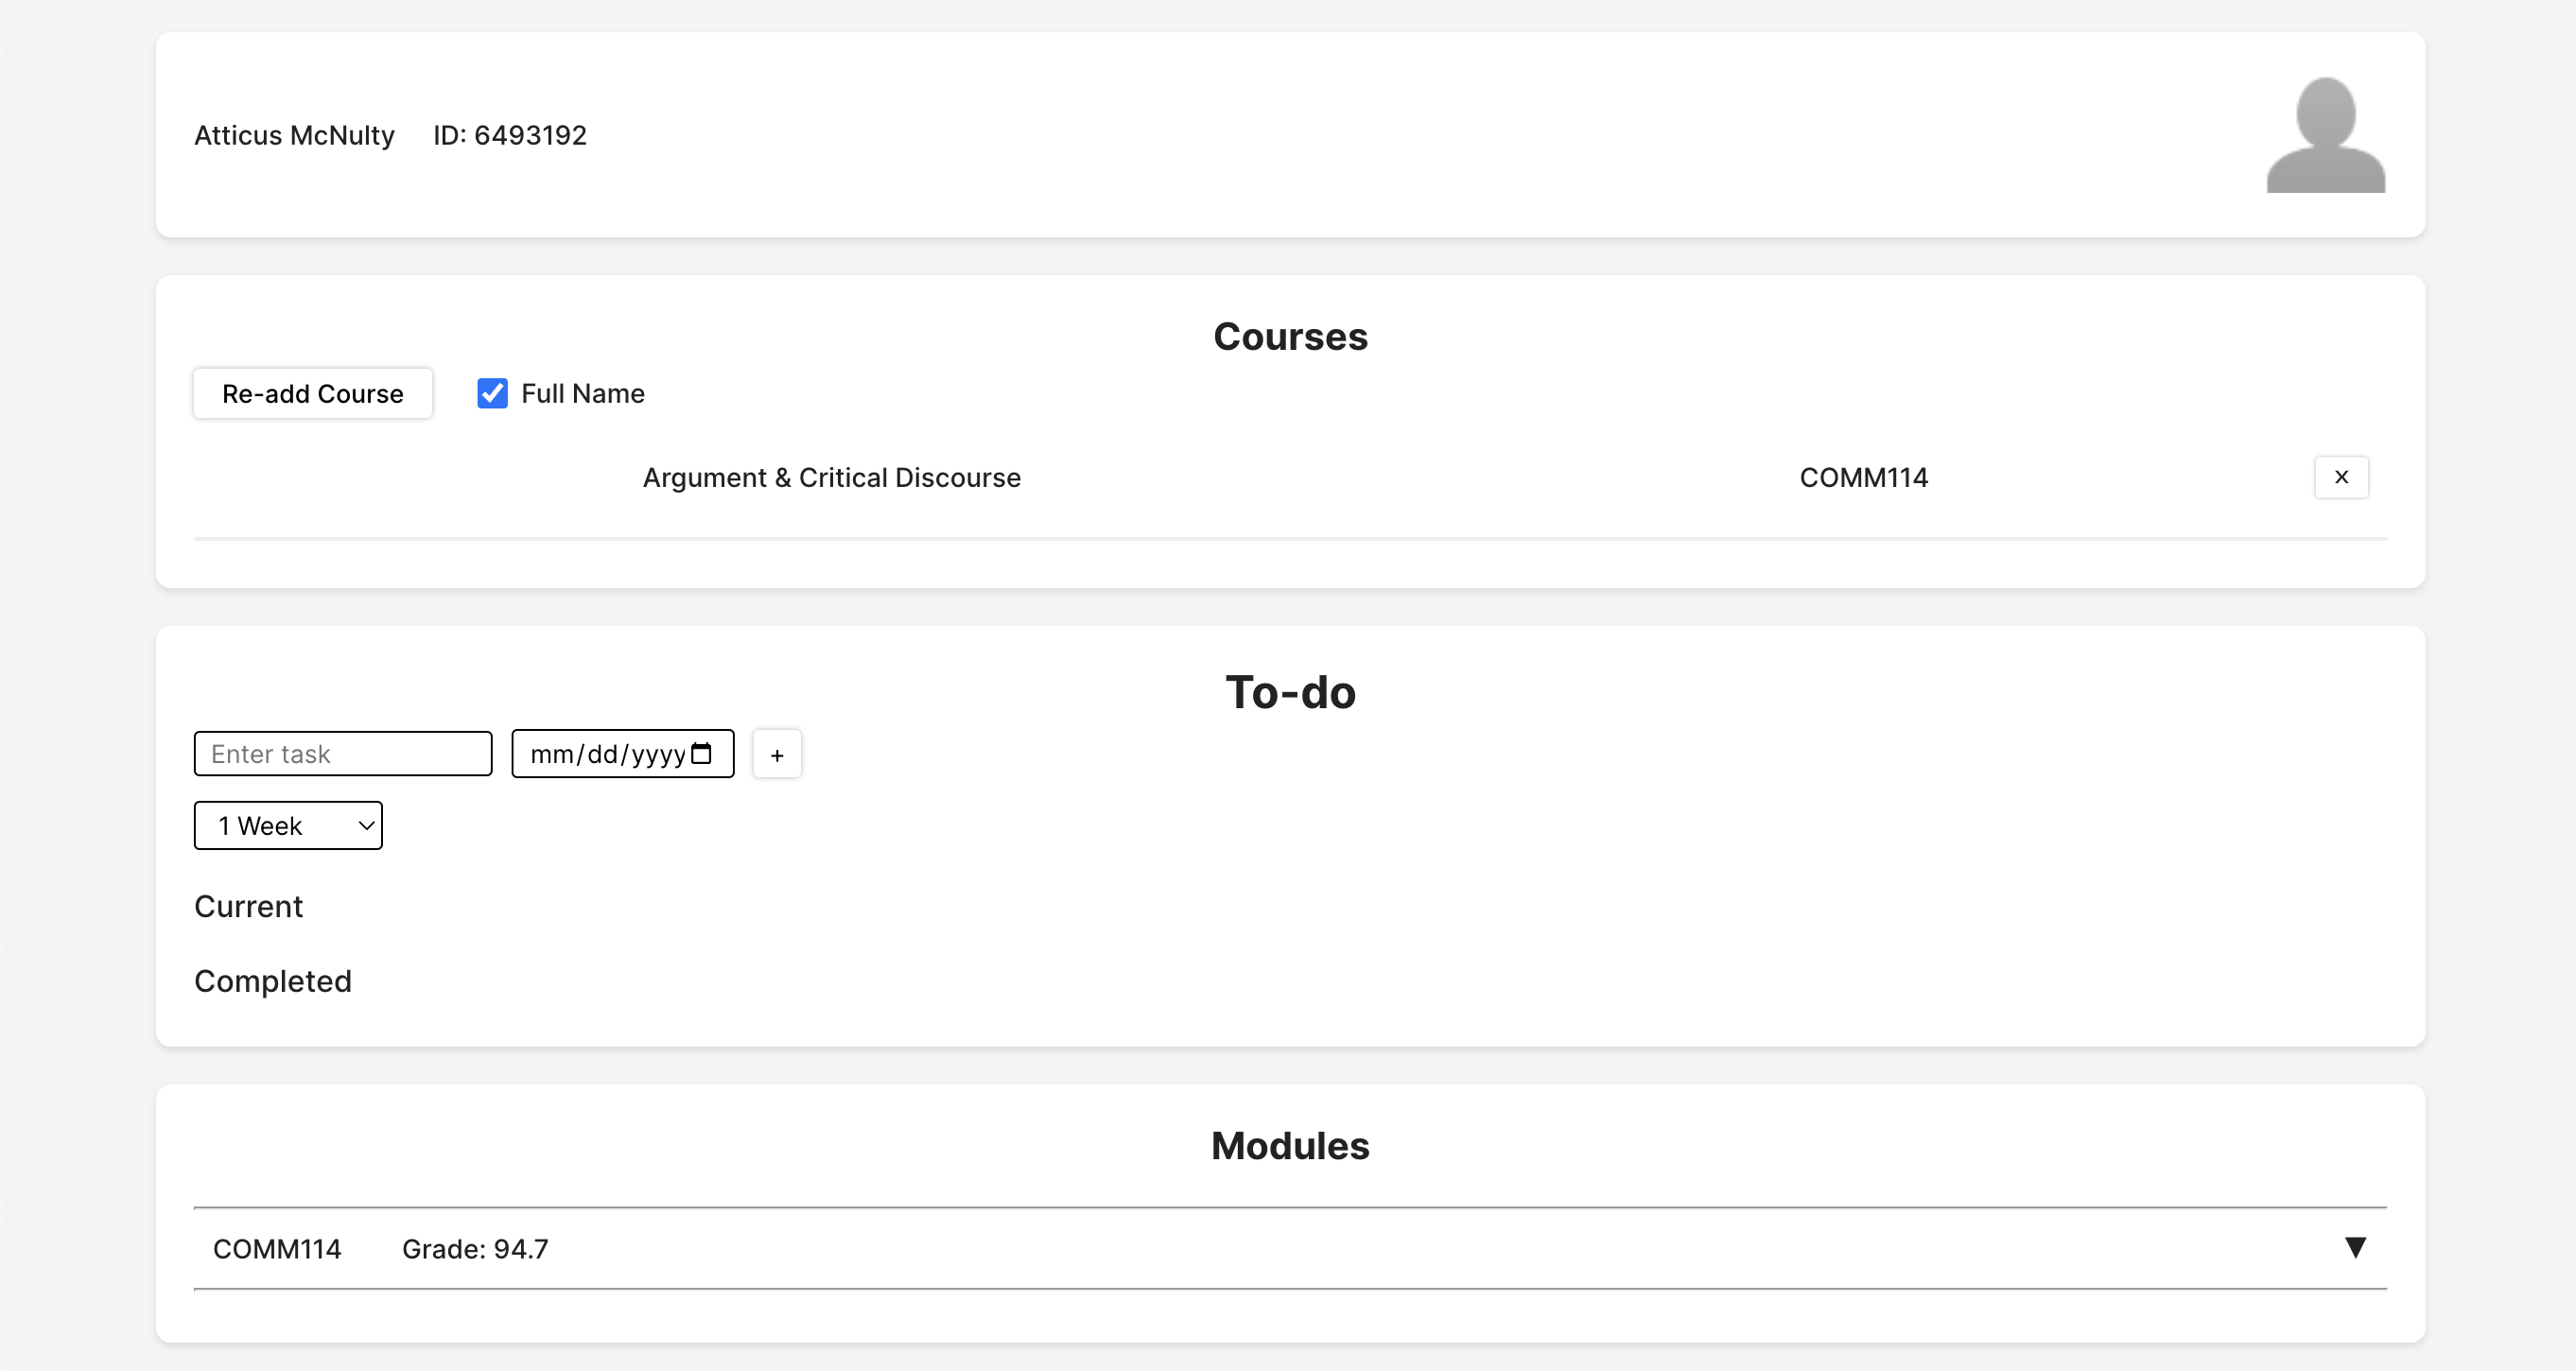 Atticus McNulty ID: 6493192
Courses
Re-add Course Full Name
Argument & Critical Discourse COMM114 x
To-do
Enter task mm/dd/yyyy +
1 Week
Current
Completed
Modules
COMM114 Grade: 94.7 ▼